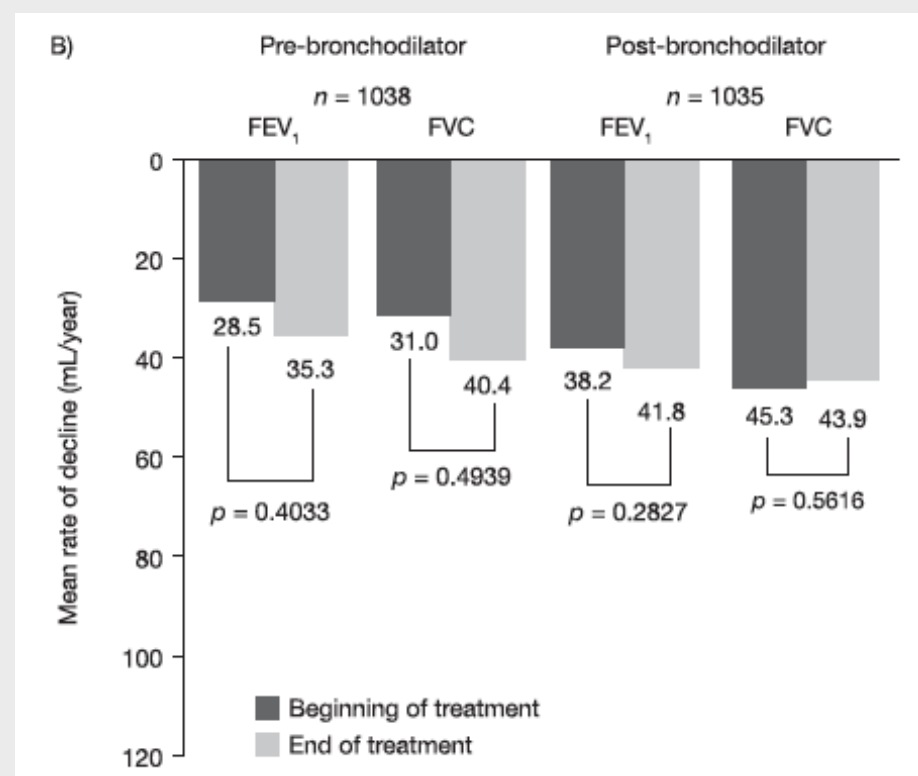 B)
Pre-bronchodilator
Post-bronchodilator
n = 1038
n = 1035
FEV₁
FVC
FEV₁
FVC
Mean rate of decline (mL/year)
0
20
40
60
80
100
120
28.5
35.3
31.0
40.4
38.2
41.8
45.3
43.9
p = 0.4033
p = 0.4939
p = 0.2827
p = 0.5616
Beginning of treatment
End of treatment